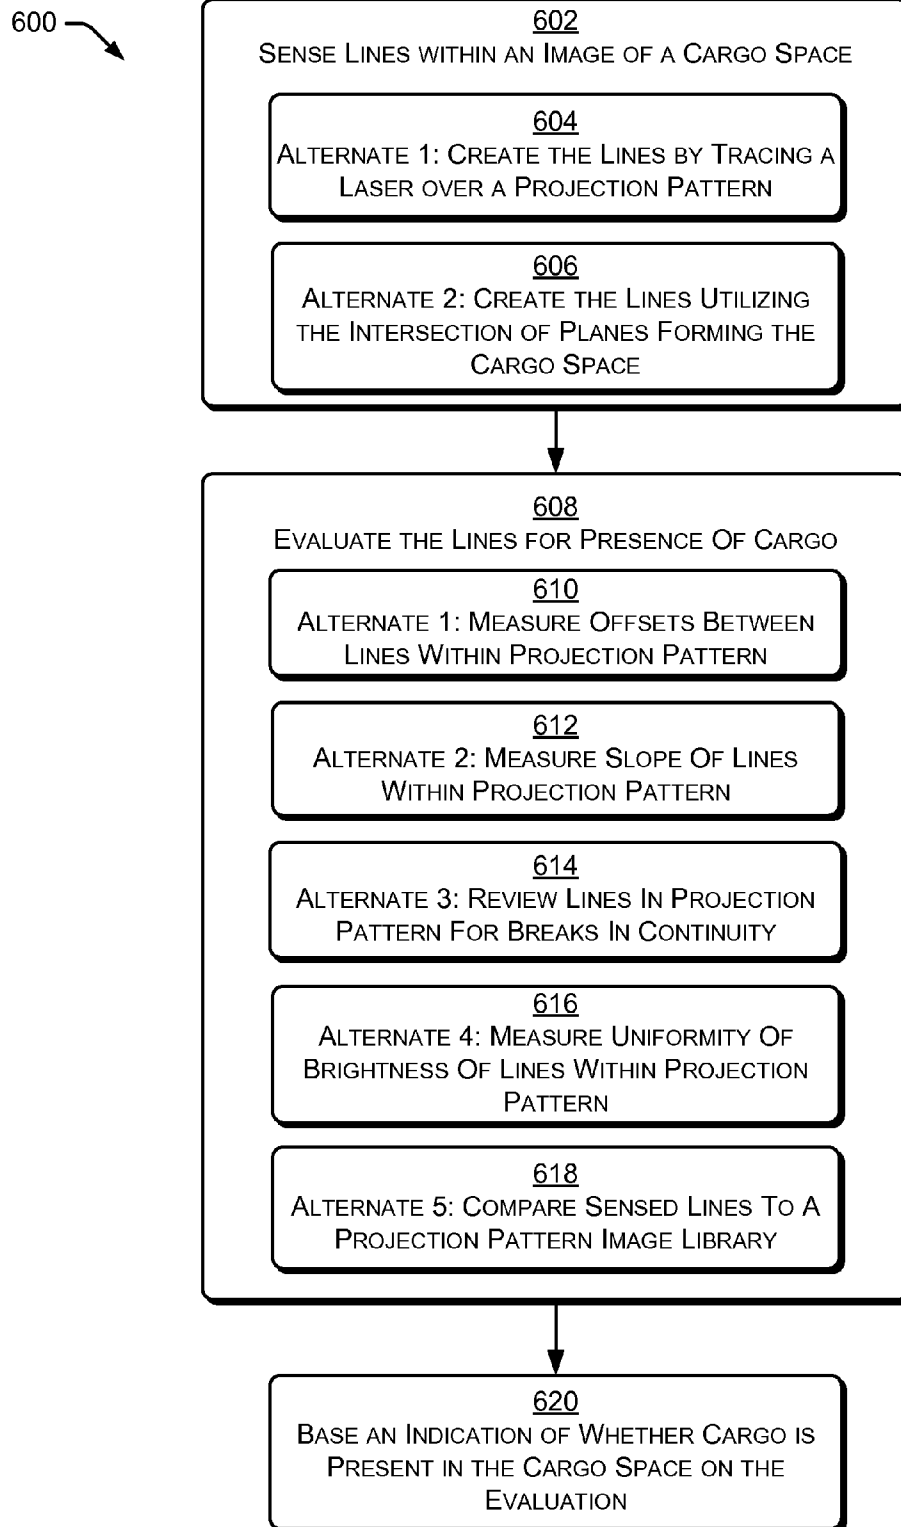 600
602
SENSE LINES WITHIN AN IMAGE OF A CARGO SPACE
604
ALTERNATE 1: CREATE THE LINES BY TRACING A
LASER OVER A PROJECTION PATTERN
606
ALTERNATE 2: CREATE THE LINES UTILIZING
THE INTERSECTION OF PLANES FORMING THE
CARGO SPACE
608
EVALUATE THE LINES FOR PRESENCE OF CARGO
610
ALTERNATE 1: MEASURE OFFSETS BETWEEN
LINES WITHIN PROJECTION PATTERN
612
ALTERNATE 2: MEASURE SLOPE OF LINES
WITHIN PROJECTION PATTERN
614
ALTERNATE 3: REVIEW LINES IN PROJECTION
PATTERN FOR BREAKS IN CONTINUITY
616
ALTERNATE 4: MEASURE UNIFORMITY OF
BRIGHTNESS OF LINES WITHIN PROJECTION
PATTERN
618
ALTERNATE 5: COMPARE SENSED LINES TO A
PROJECTION PATTERN IMAGE LIBRARY
620
BASE AN INDICATION OF WHETHER CARGO IS
PRESENT IN THE CARGO SPACE ON THE
EVALUATION